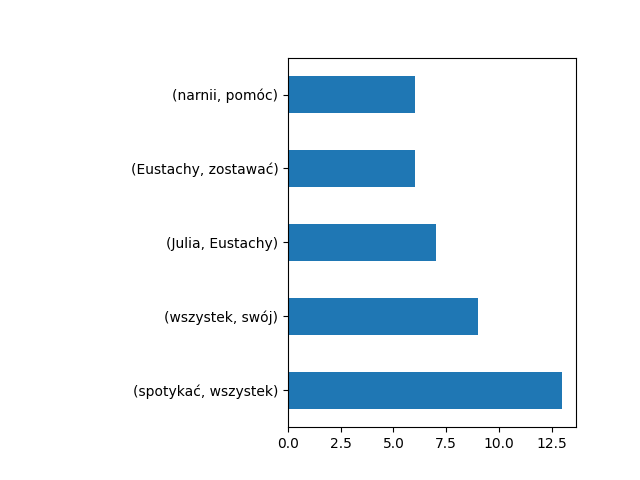 (narnii, pomóc)
(Eustachy, zostawać)
(Julia, Eustachy)
(wszystek, swój)
(spotykać, wszystek)
0.0 2.5 5.0 7.5 10.0 12.5